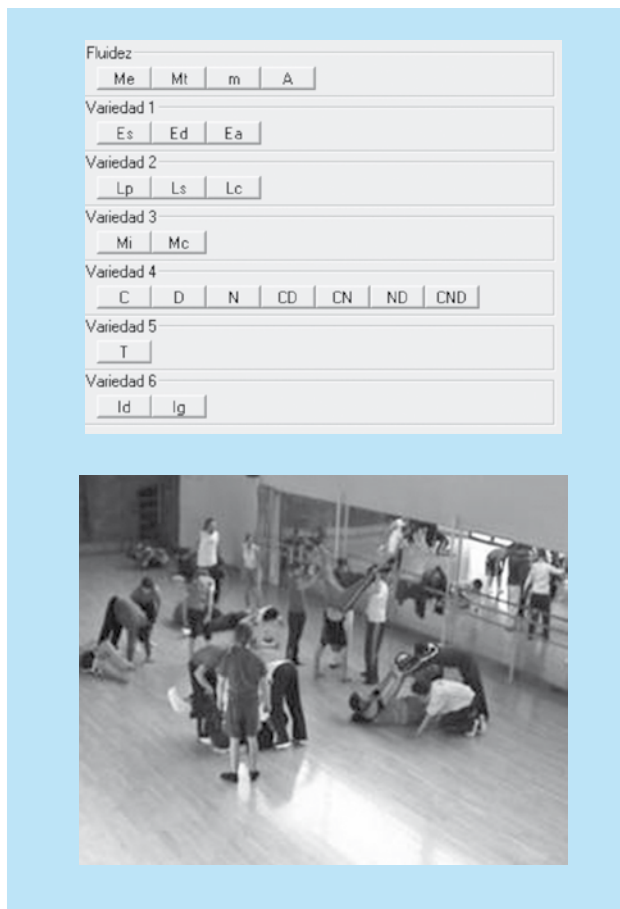 Fluidez
Me Mt m A
Variedad 1
Es Ed Ea
Variedad 2
Lp Ls Lc
Variedad 3
Mi Mc
Variedad 4
C D N CD CN ND CND
Variedad 5
T
Variedad 6
Id Ig